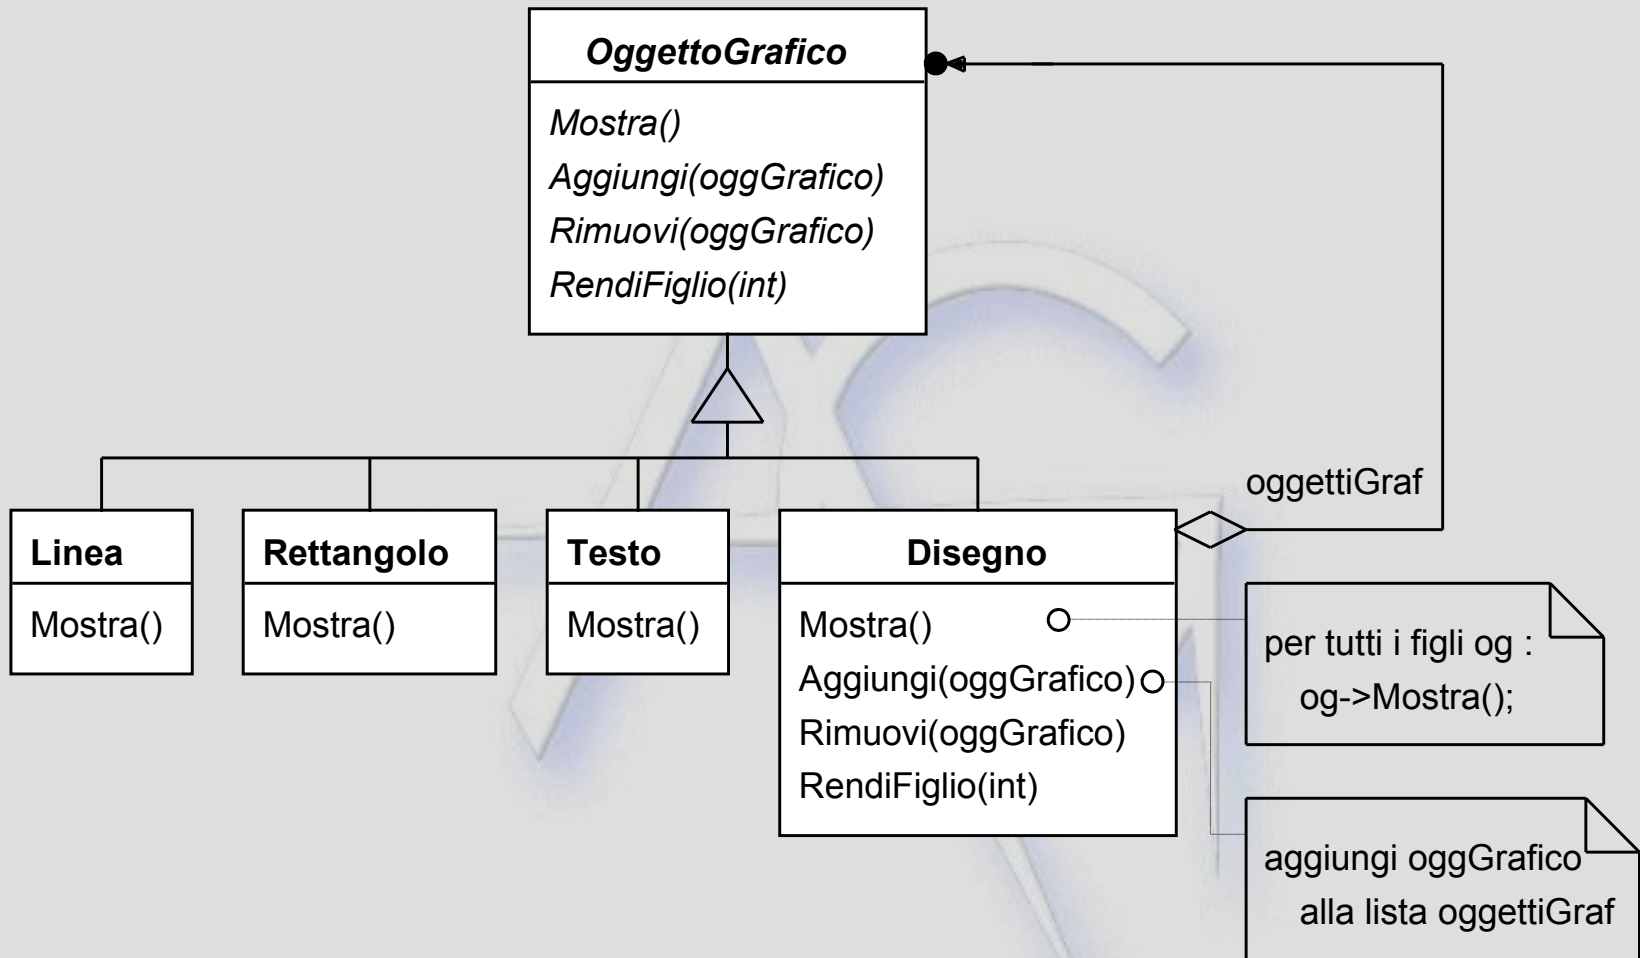 OggettoGrafico
Mostra()
Aggiungi(oggGrafico)
Rimuovi(oggGrafico)
RendiFiglio(int)
oggettiGraf
Linea
Mostra()
Rettangolo
Mostra()
Testo
Mostra()
Disegno
Mostra()
Aggiungi(oggGrafico)
Rimuovi(oggGrafico)
RendiFiglio(int)
per tutti i figli og :
og->Mostra();
aggiungi oggGrafico
alla lista oggettiGraf